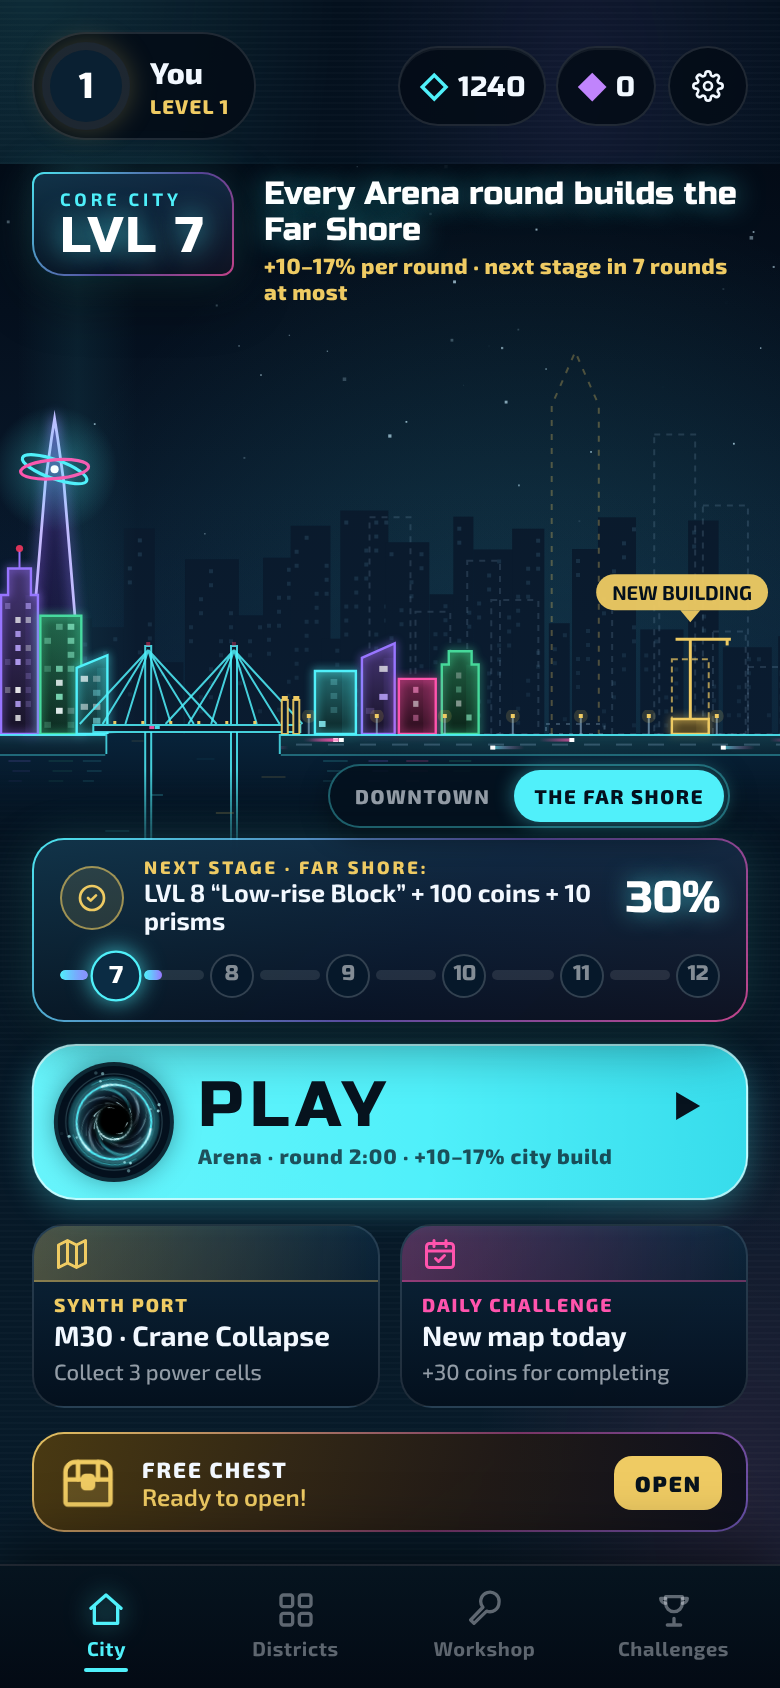 1
You
LEVEL 1
1240
0
CORE CITY
LVL 7
Every Arena round builds the
Far Shore
+10–17% per round · next stage in 7 rounds
at most
NEW BUILDING
DOWNTOWN
THE FAR SHORE
NEXT STAGE · FAR SHORE:
LVL 8 “Low-rise Block” + 100 coins + 10
prisms
30%
7
8
9
10
11
12
PLAY
Arena · round 2:00 · +10–17% city build
SYNTH PORT
M30 · Crane Collapse
Collect 3 power cells
DAILY CHALLENGE
New map today
+30 coins for completing
FREE CHEST
Ready to open!
OPEN
City
Districts
Workshop
Challenges